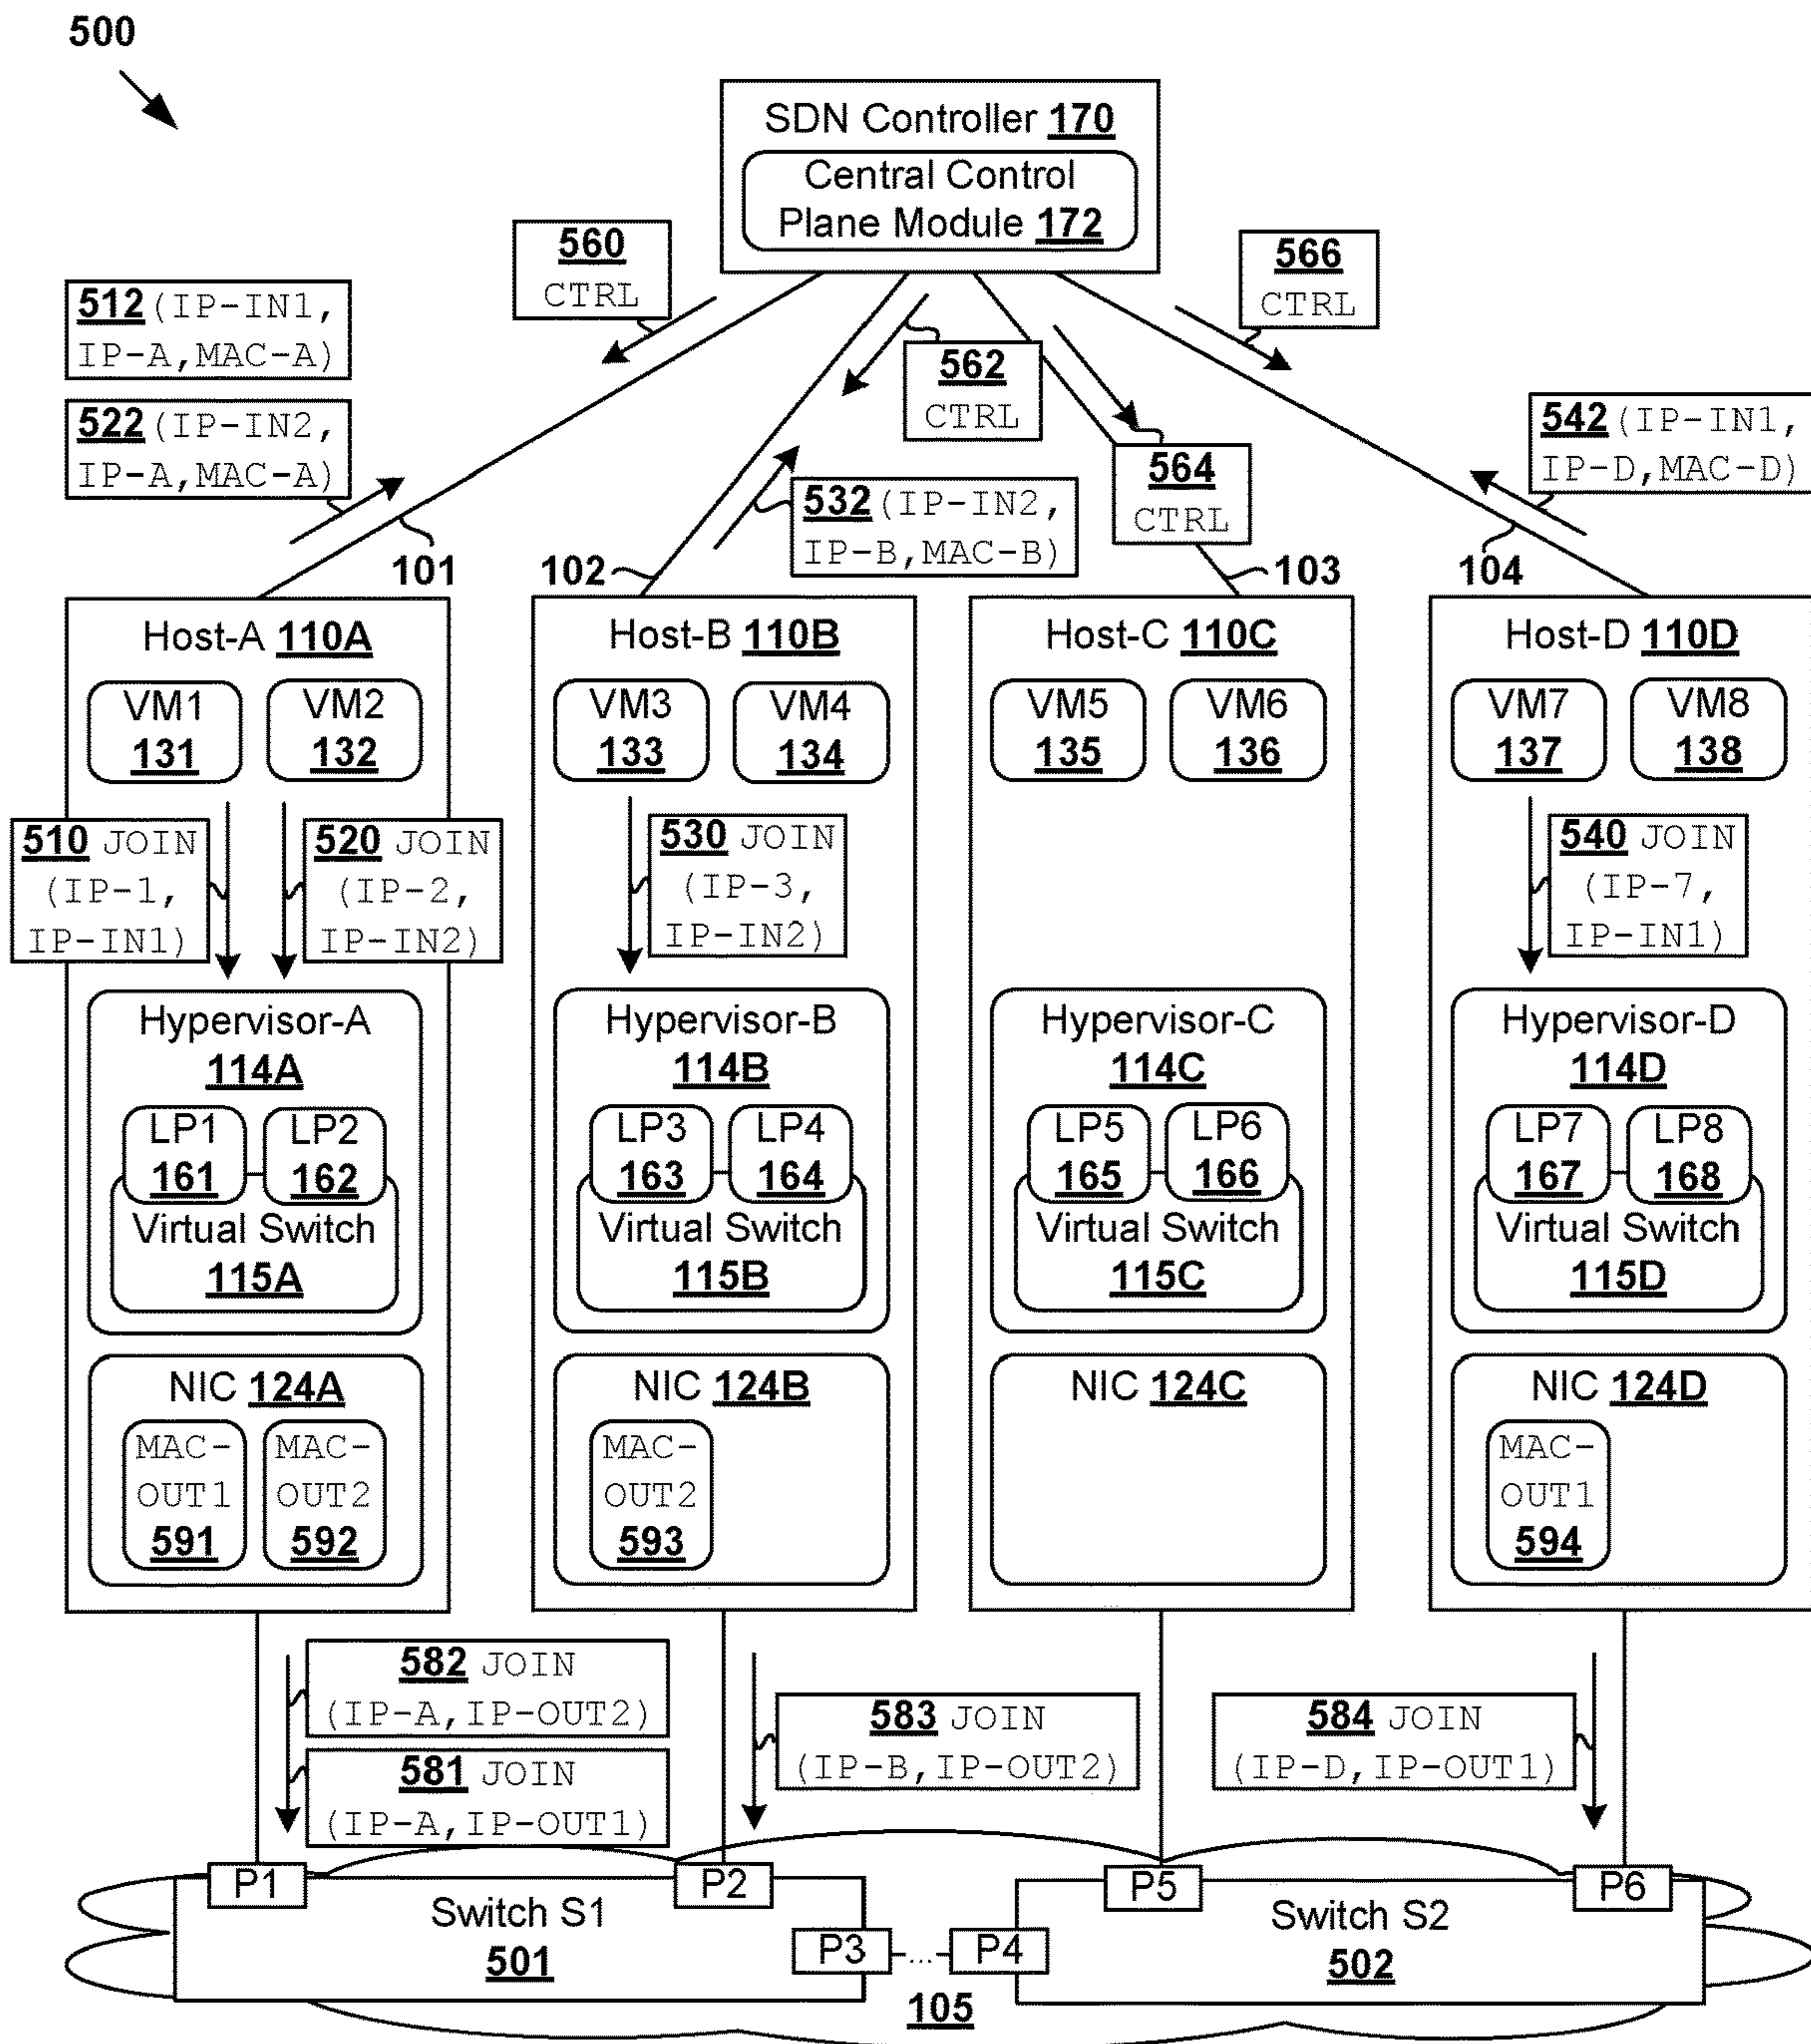 500
SDN Controller 170
Central Control
Plane Module 172
560
CTRL
566
CTRL
512 (IP-IN1,
IP-A,MAC-A)
562
CTRL
522 (IP-IN2,
IP-A,MAC-A)
542 (IP-IN1,
IP-D,MAC-D)
564
CTRL
532 (IP-IN2,
IP-B,MAC-B)
101
102
103
104
Host-A 110A
Host-B 110B
Host-C 110C
Host-D 110D
VM1
131
VM2
132
VM3
133
VM4
134
VM5
135
VM6
136
VM7
137
VM8
138
510 JOIN
(IP-1,
IP-IN1)
520 JOIN
(IP-2,
IP-IN2)
530 JOIN
(IP-3,
IP-IN2)
540 JOIN
(IP-7,
IP-IN1)
Hypervisor-A
114A
Hypervisor-B
114B
Hypervisor-C
114C
Hypervisor-D
114D
LP1
161
LP2
162
LP3
163
LP4
164
LP5
165
LP6
166
LP7
167
LP8
168
Virtual Switch
115A
Virtual Switch
115B
Virtual Switch
115C
Virtual Switch
115D
NIC 124A
NIC 124B
NIC 124C
NIC 124D
MAC-
OUT1
591
MAC-
OUT2
592
MAC-
OUT2
593
MAC-
OUT1
594
582 JOIN
(IP-A,IP-OUT2)
581 JOIN
(IP-A,IP-OUT1)
583 JOIN
(IP-B,IP-OUT2)
584 JOIN
(IP-D,IP-OUT1)
P1
P2
P5
P6
Switch S1
501
P3
...
P4
Switch S2
502
105